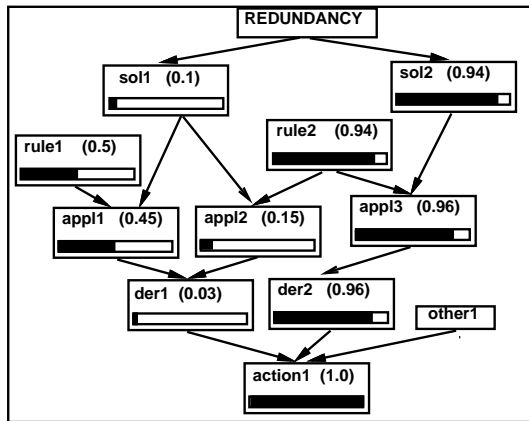 REDUNDANCY
sol1 (0.1)
sol2 (0.94)
rule1 (0.5)
rule2 (0.94)
appl1 (0.45)
appl2 (0.15)
appl3 (0.96)
der1 (0.03)
der2 (0.96)
other1
action1 (1.0)